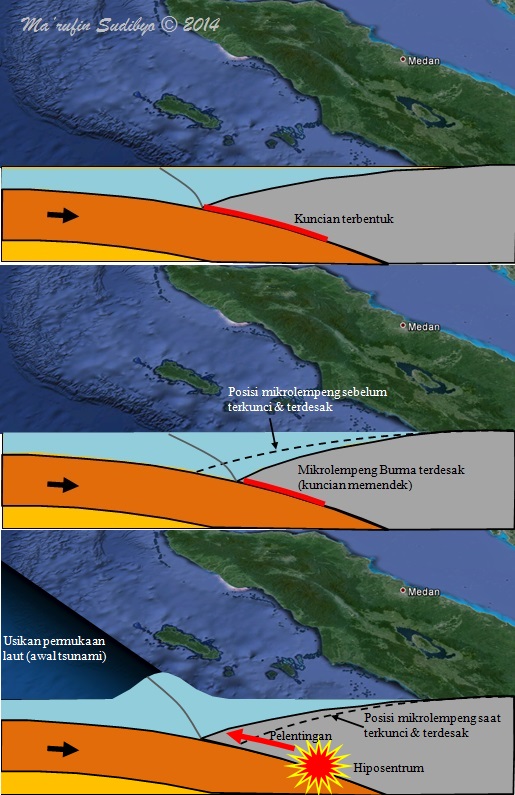 Ma'rufin Sudibyo © 2014
Medan
Kuncian terbentuk
Medan
Posisi mikrolempeng sebelum
terkunci & terdesak
Mikrolempeng Burma terdesak
(kuncian memendek)
Medan
Usikan permukaan
laut (awal tsunami)
Posisi mikrolempeng saat
terkunci & terdesak
Pelentingan
Hiposentrum